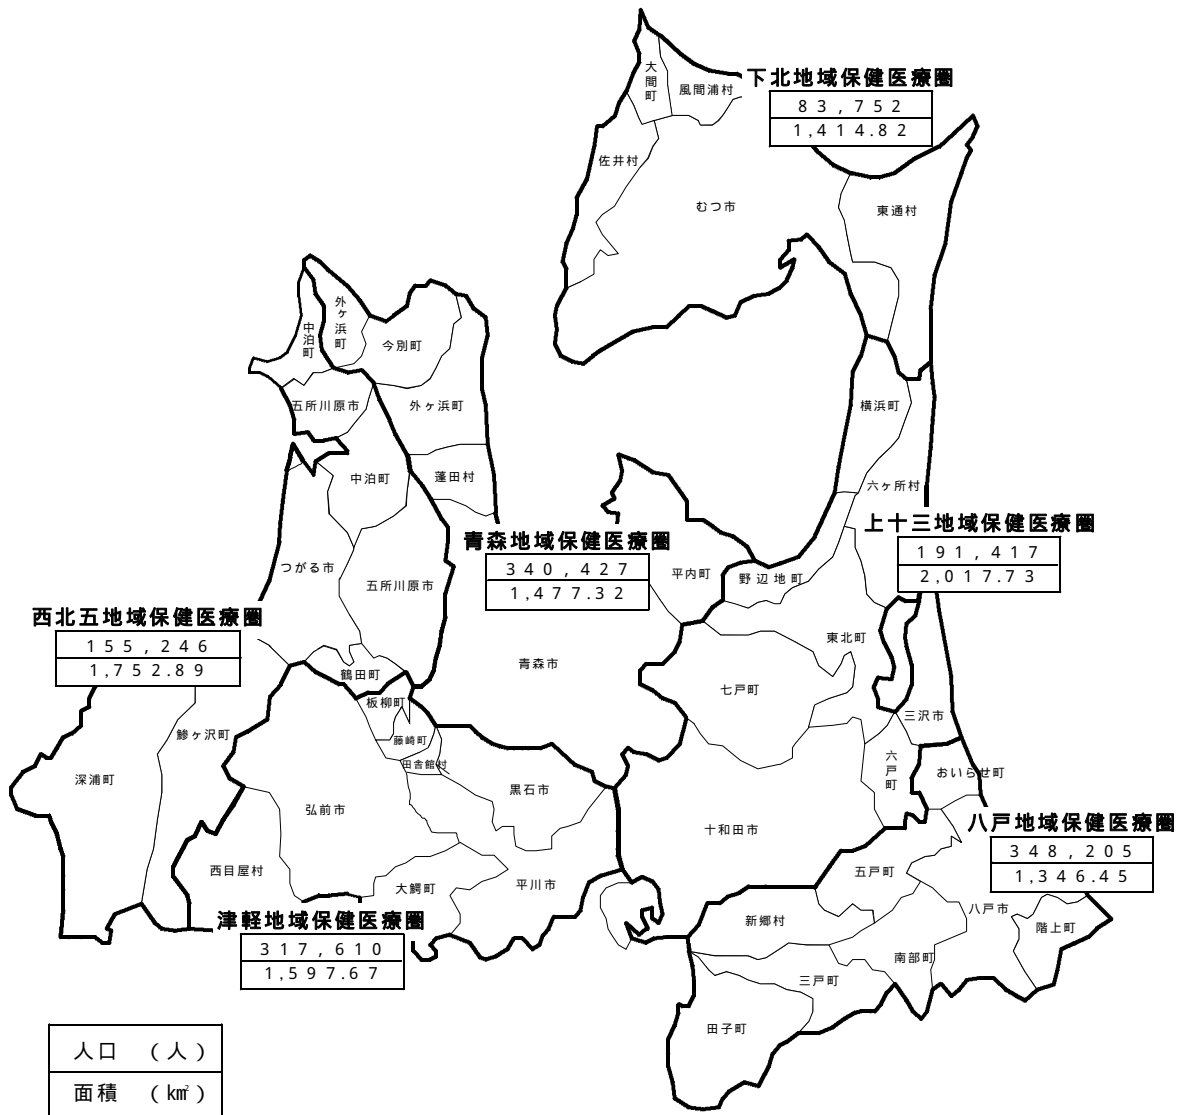 下北地域保健医療圏
83,752
1,414.82
大間町
風間浦村
佐井村
むつ市
東通村
外ヶ浜町
中泊町
今別町
五所川原市
外ヶ浜町
横浜町
中泊町
蓬田村
六ヶ所村
上十三地域保健医療圏
191,417
2,017.73
青森地域保健医療圏
340,427
1,477.32
つがる市
五所川原市
平内町
野辺地町
西北五地域保健医療圏
155,246
1,752.89
東北町
青森市
鶴田町
七戸町
板柳町
三沢市
鰺ヶ沢町
藤崎町
田舎館村
六戸町
おいらせ町
深浦町
黒石市
弘前市
十和田市
八戸地域保健医療圏
348,205
1,346.45
西目屋村
五戸町
大鰐町
平川市
八戸市
津軽地域保健医療圏
317,610
1,597.67
新郷村
階上町
南部町
三戸町
田子町
人口 (人)
面積 (㎢)